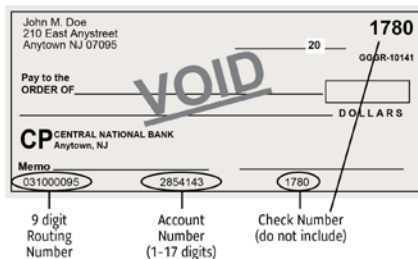 John M. Doe
210 East Anystreet
Anytown NJ 07095
1780
20
GGGR-10141
Pay to the
ORDER OF
VOID
DOLLARS
CP CENTRAL NATIONAL BANK
Anytown, NJ
Memo
031000095 2854143 1780
9 digit
Routing
Number
Account
Number
(1-17 digits)
Check Number
(do not include)